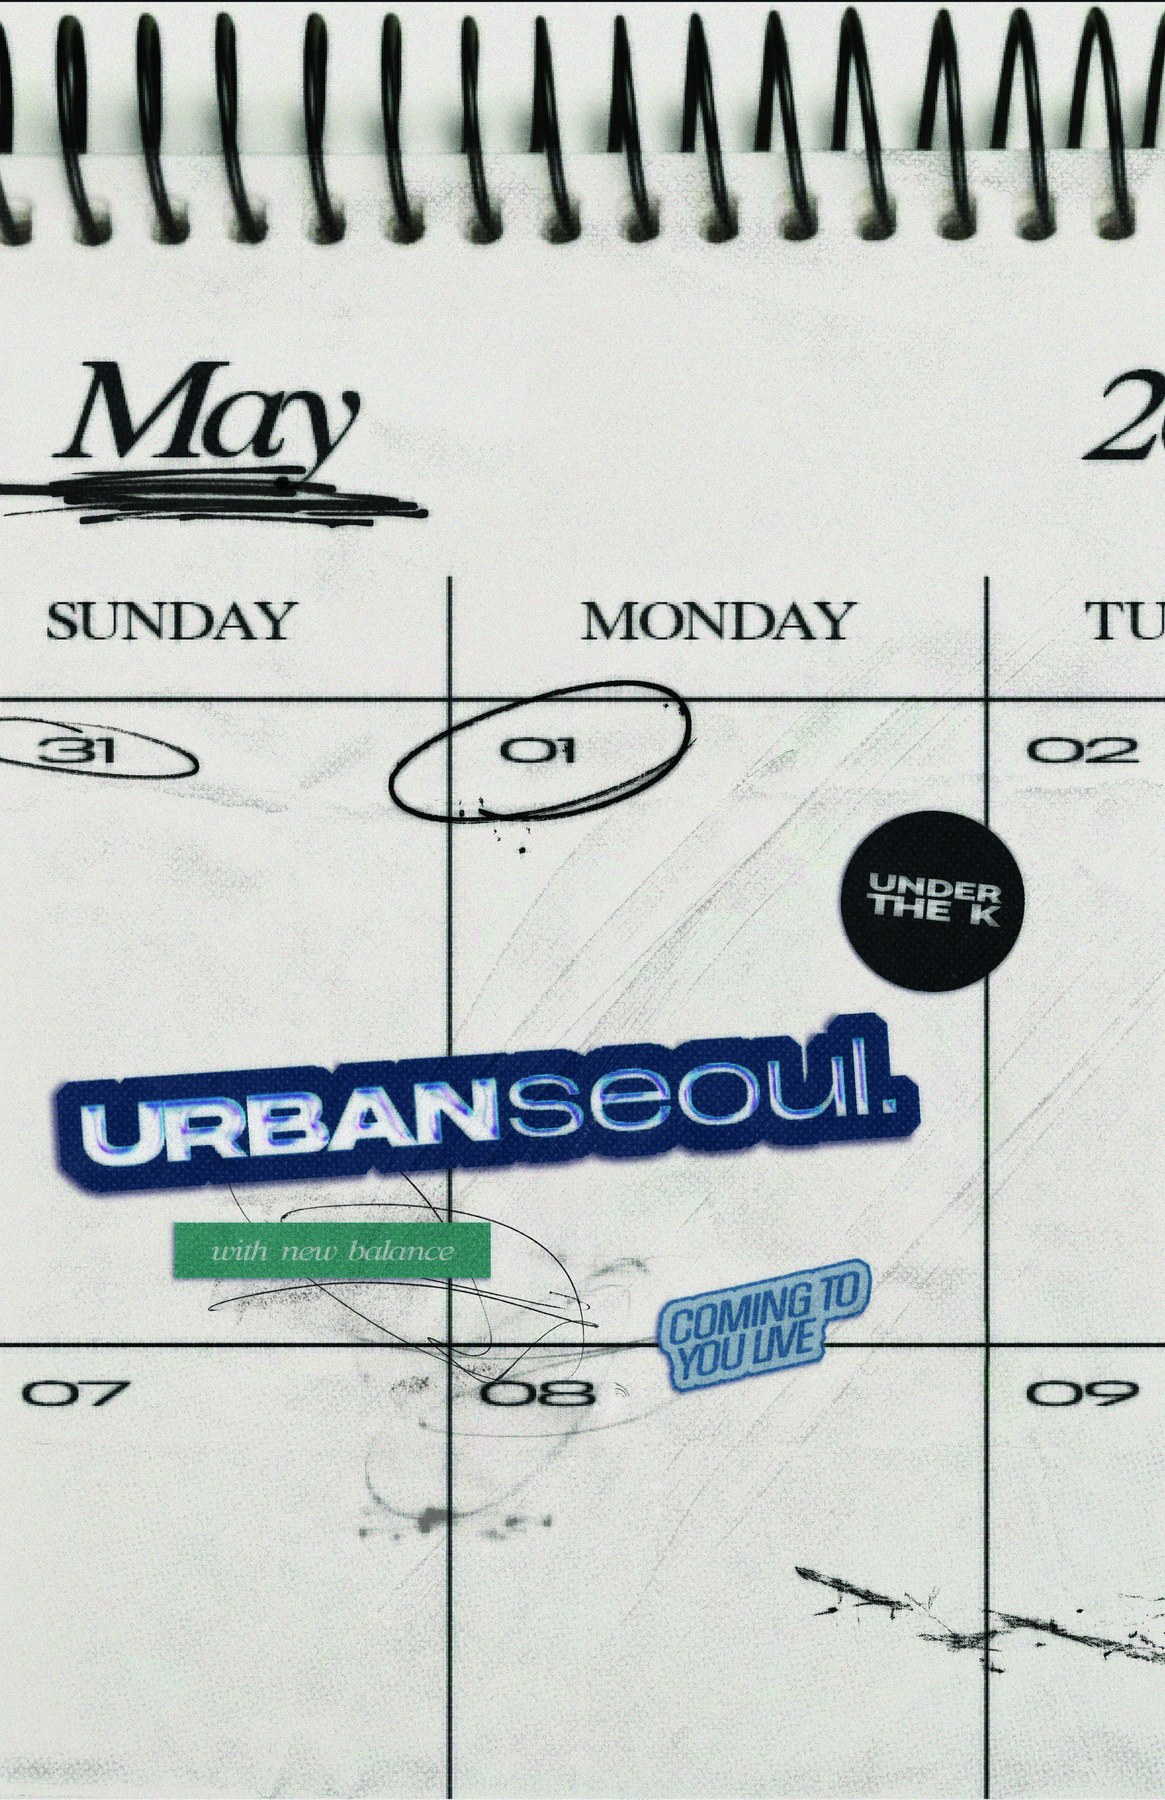 May
SUNDAY
MONDAY
31
01
02
UNDER
THE K
URBANseoul.
with new balance
COMING TO
YOU LIVE
07
08
09